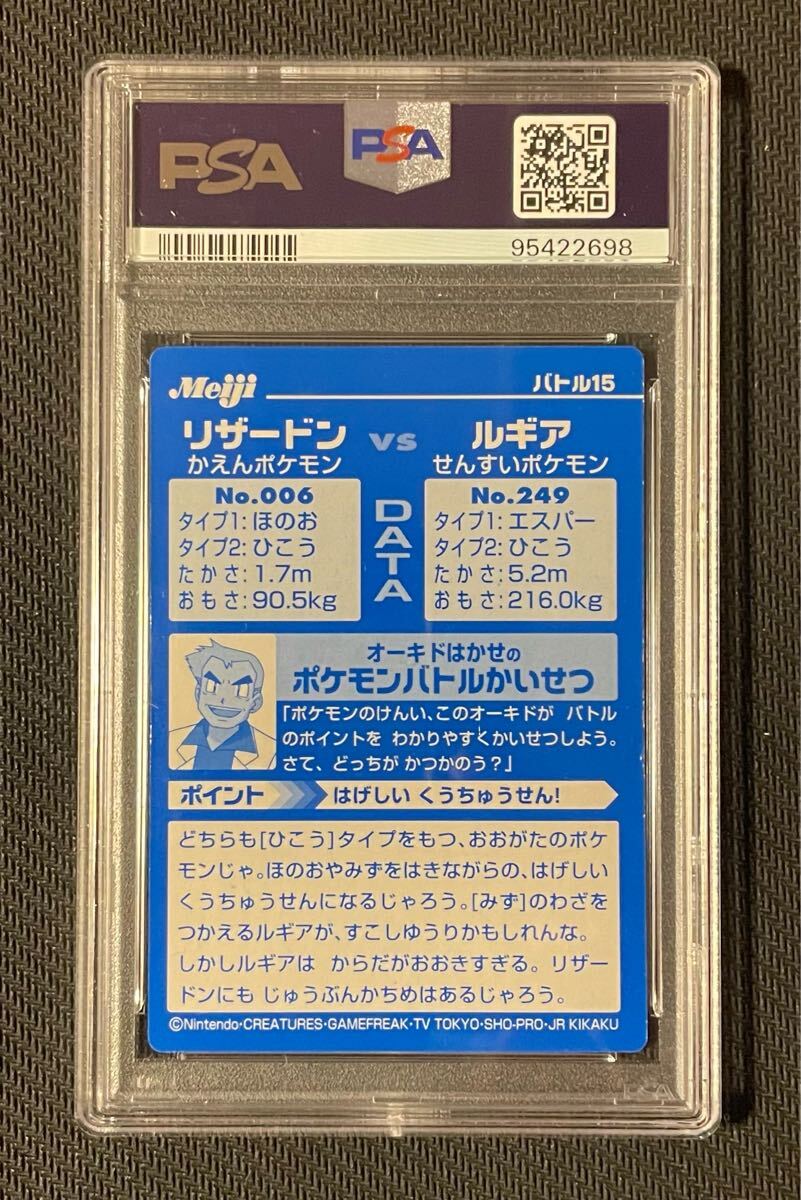 PSA
PSA
95422698
Meiji
バトル15
リザードン vs ルギア
かえんポケモン
せんすいポケモン
No.006
タイプ1: ほのお
タイプ2: ひこう
たかさ: 1.7m
おもさ: 90.5kg
DATA
No.249
タイプ1: エスパー
タイプ2: ひこう
たかさ: 5.2m
おもさ: 216.0kg
オーキドはかせの
ポケモンバトルかいせつ
「ポケモンのけんい、このオーキドが バトル
のポイントを わかりやすくかいせつしよう。
さて、どっちが かつかのう?」
ポイント はげしい くうちゅうせん!
どちらも[ひこう]タイプをもつ、おおがたのポケ
モンじゃ。ほのおやみずをはきながらの、はげしい
くうちゅうせんになるじゃろう。[みず]のわざを
つかえるルギアが、すこしゆうりかもしれんな。
しかしルギアは からだがおおきすぎる。リザー
ドンにも じゅうぶんかちめはあるじゃろう。
©Nintendo・CREATURES・GAMEFREAK・TV TOKYO・SHO-PRO・JR KIKAKU
PSA